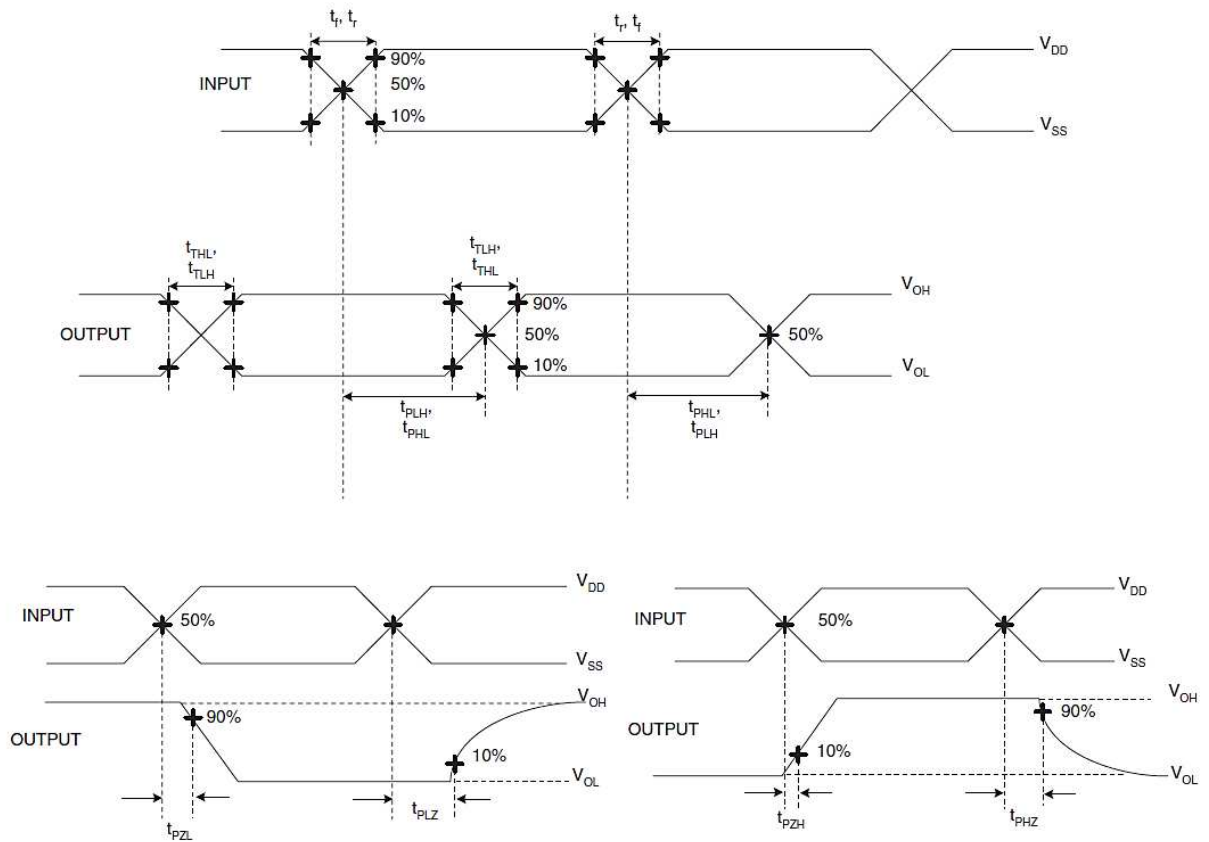 tf, tr
tr, tf
90%
VDD
INPUT
50%
10%
VSS
tTHL,
tTLH
tTLH,
tTHL
90%
VOH
OUTPUT
50%
50%
10%
VOL
tPLH,
tPHL
tPHL,
tPLH
VDD
INPUT
50%
VSS
VOH
90%
OUTPUT
10%
VOL
tPLZ
tPZL
VDD
INPUT
50%
VSS
VOH
90%
OUTPUT
10%
VOL
tPZH
tPHZ